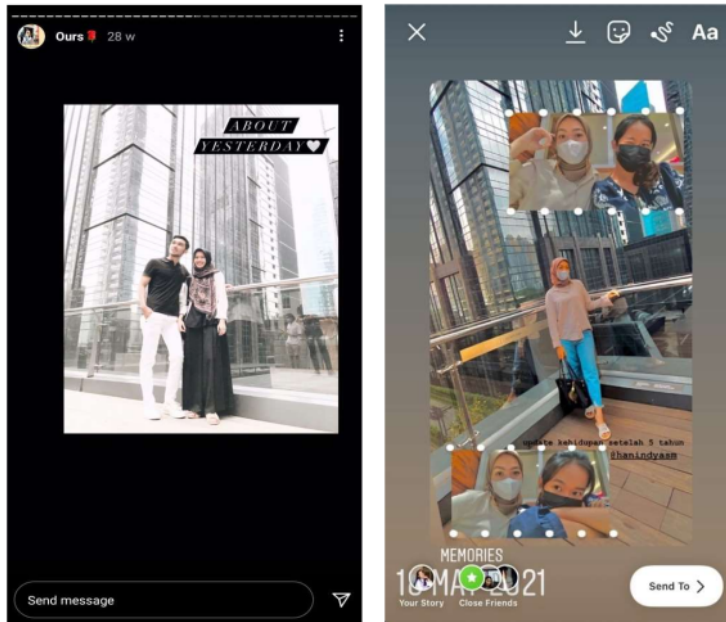 Ours 28 w
ABOUT
YESTERDAY
Send message
Aa
update kehidupan setelah 5 tahun
@hanindyasm
MEMORIES
18 MAY 2021
Your Story Close Friends
Send To >